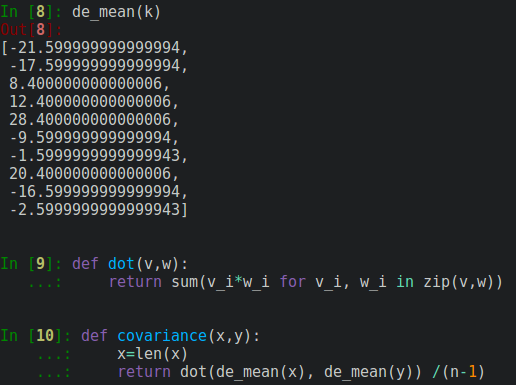 In [8]: de_mean(k)
Out[8]:
[-21.599999999999994,
 -17.599999999999994,
 8.400000000000006,
 12.400000000000006,
 28.400000000000006,
 -9.599999999999994,
 -1.5999999999999943,
 20.400000000000006,
 -16.599999999999994,
 -2.5999999999999943]
In [9]: def dot(v,w):
   ...:     return sum(v_i*w_i for v_i, w_i in zip(v,w))
In [10]: def covariance(x,y):
    ...:     x=len(x)
    ...:     return dot(de_mean(x), de_mean(y)) /(n-1)